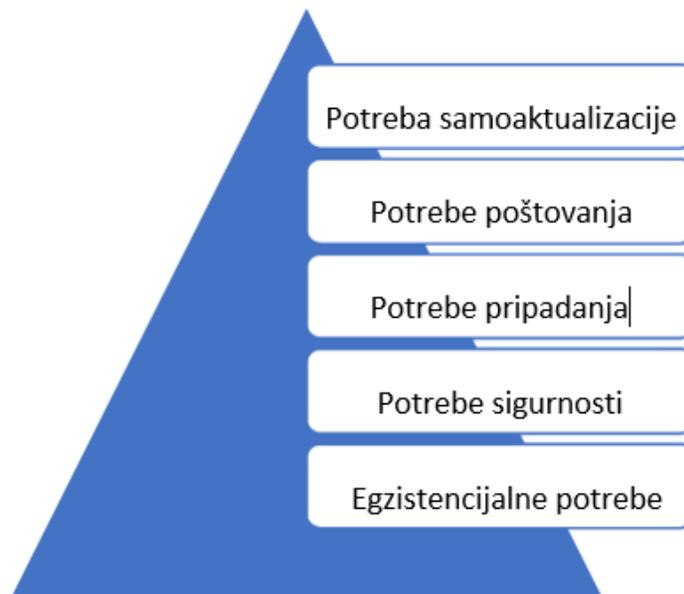 Potreba samoaktualizacije
Potrebe poštovanja
Potrebe pripadanja
Potrebe sigurnosti
Egzistencijalne potrebe